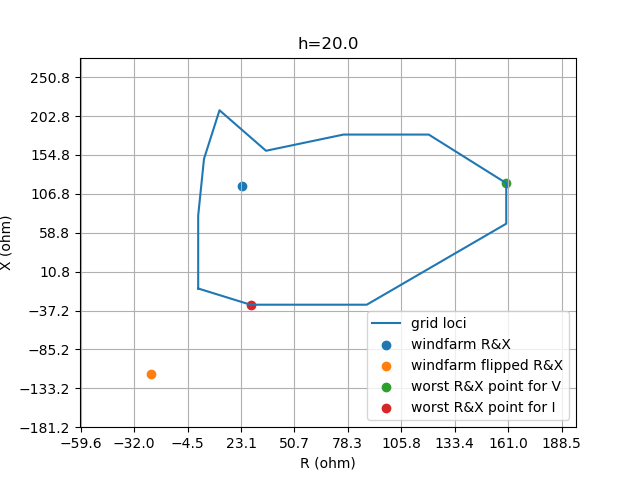 h=20.0
250.8
202.8
154.8
106.8
58.8
10.8
−37.2
−85.2
−133.2
−181.2
X (ohm)
grid loci
windfarm R&X
windfarm flipped R&X
worst R&X point for V
worst R&X point for I
−59.6 −32.0 −4.5 23.1 50.7 78.3 105.8 133.4 161.0 188.5
R (ohm)